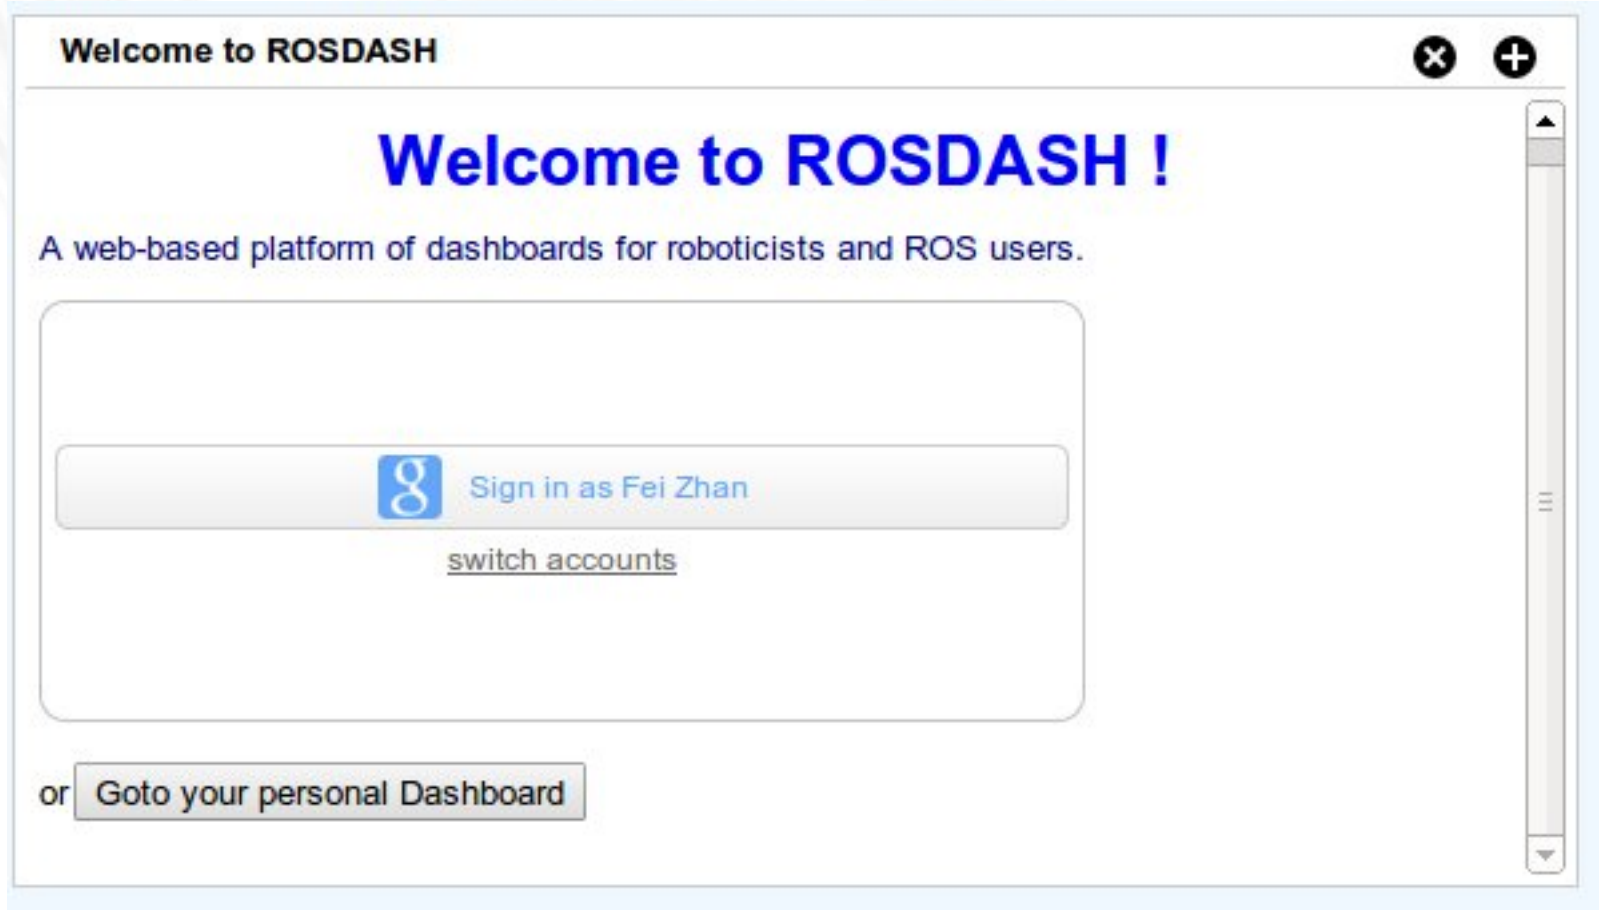 Welcome to ROSDASH
Welcome to ROSDASH !
A web-based platform of dashboards for roboticists and ROS users.
g Sign in as Fei Zhan
switch accounts
or Goto your personal Dashboard